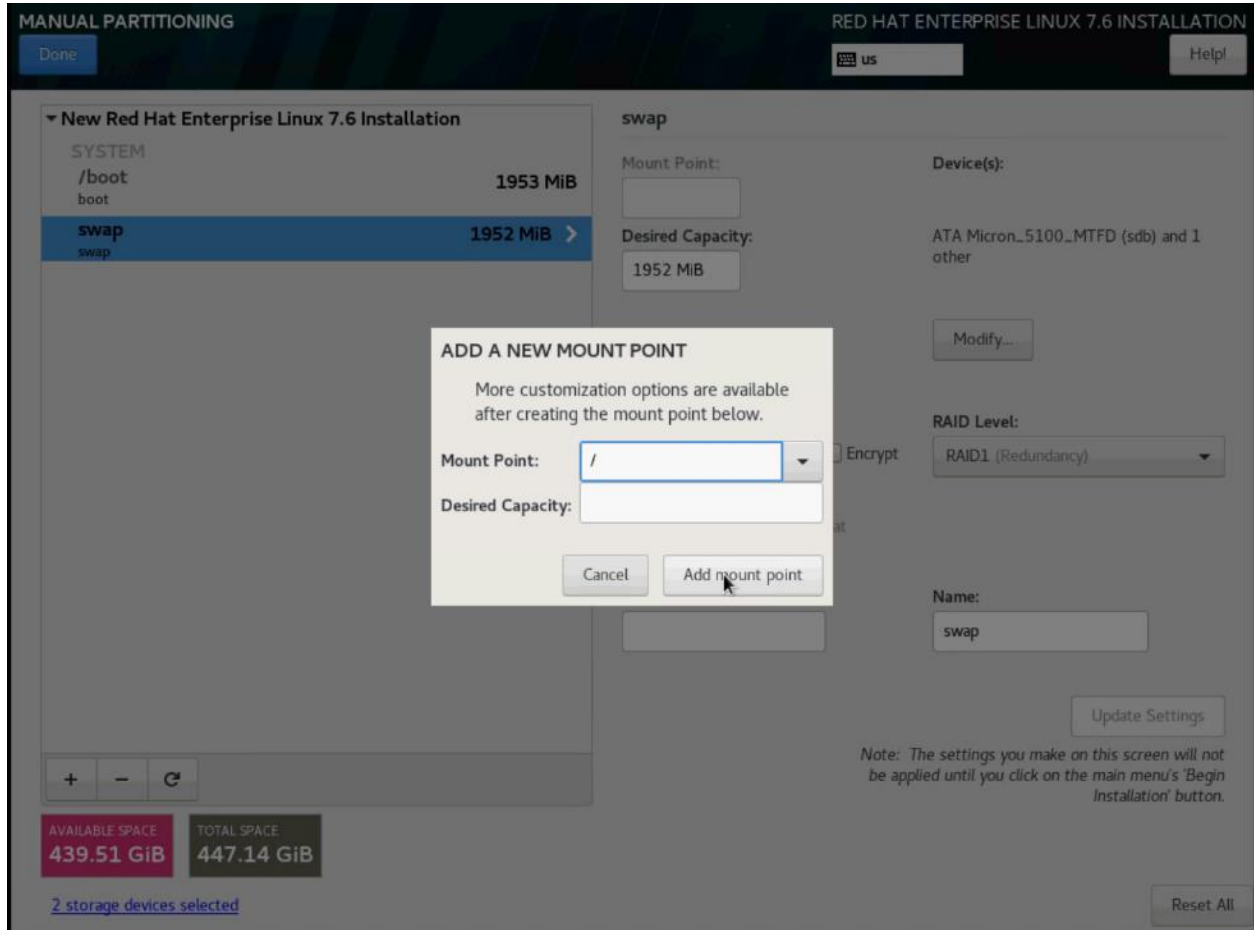 MANUAL PARTITIONING
RED HAT ENTERPRISE LINUX 7.6 INSTALLATION
Done
us
Help!
New Red Hat Enterprise Linux 7.6 Installation
SYSTEM
/boot
1953 MiB
boot
swap
1952 MiB
swap
swap
Mount Point:
Device(s):
Desired Capacity:
1952 MiB
ATA Micron_5100_MTFD (sdb) and 1
other
Modify...
ADD A NEW MOUNT POINT
More customization options are available
after creating the mount point below.
Mount Point:
/
Desired Capacity:
Cancel
Add mount point
RAID Level:
Encrypt
RAID1 (Redundancy)
Name:
swap
Update Settings
Note: The settings you make on this screen will not
be applied until you click on the main menu's 'Begin
Installation' button.
+ −
AVAILABLE SPACE
439.51 GiB
TOTAL SPACE
447.14 GiB
2 storage devices selected
Reset All